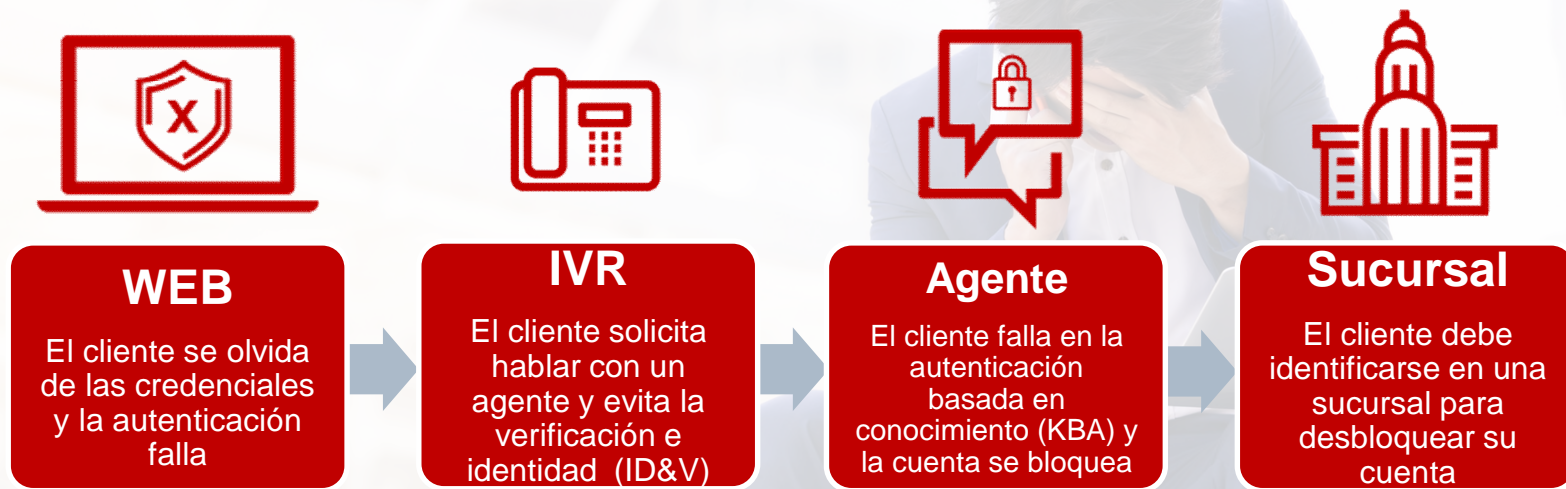 X
WEB
El cliente se olvida
de las credenciales
y la autenticación
falla
IVR
El cliente solicita
hablar con un
agente y evita la
verificación e
identidad (ID&V)
Agente
El cliente falla en la
autenticación
basada en
conocimiento (KBA) y
la cuenta se bloquea
Sucursal
El cliente debe
identificarse en una
sucursal para
desbloquear su
cuenta